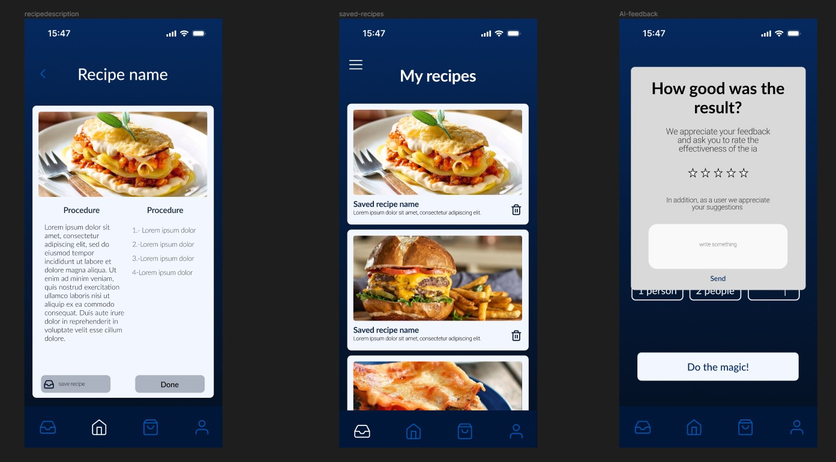 recipedescription
15:47
Recipe name
Procedure
Lorem ipsum dolor sit
amet, consectetur
adipiscing elit, sed do
eiusmod tempor
incididunt ut labore et
dolore magna aliqua. Ut
enim ad minim veniam,
quis nostrud exercitation
ullamco laboris nisi ut
aliquip ex ea commodo
consequat. Duis aute irure
dolor in reprehenderit in
voluptate velit esse cillum
dolore.
Procedure
1.- Lorem ipsum dolor
2.-Lorem ipsum dolor
3.-Lorem ipsum dolor
4-Lorem ipsum dolor
save recipe
Done
saved-recipes
15:47
My recipes
Saved recipe name
Lorem ipsum dolor sit amet, consectetur adipiscing elit.
Saved recipe name
Lorem ipsum dolor sit amet, consectetur adipiscing elit.
AI-feedback
15:47
How good was the
result?
We appreciate your feedback
and ask you to rate the
effectiveness of the ia
In addition, as a user we appreciate
your suggestions
write something
Send
1 person
2 people
Do the magic!